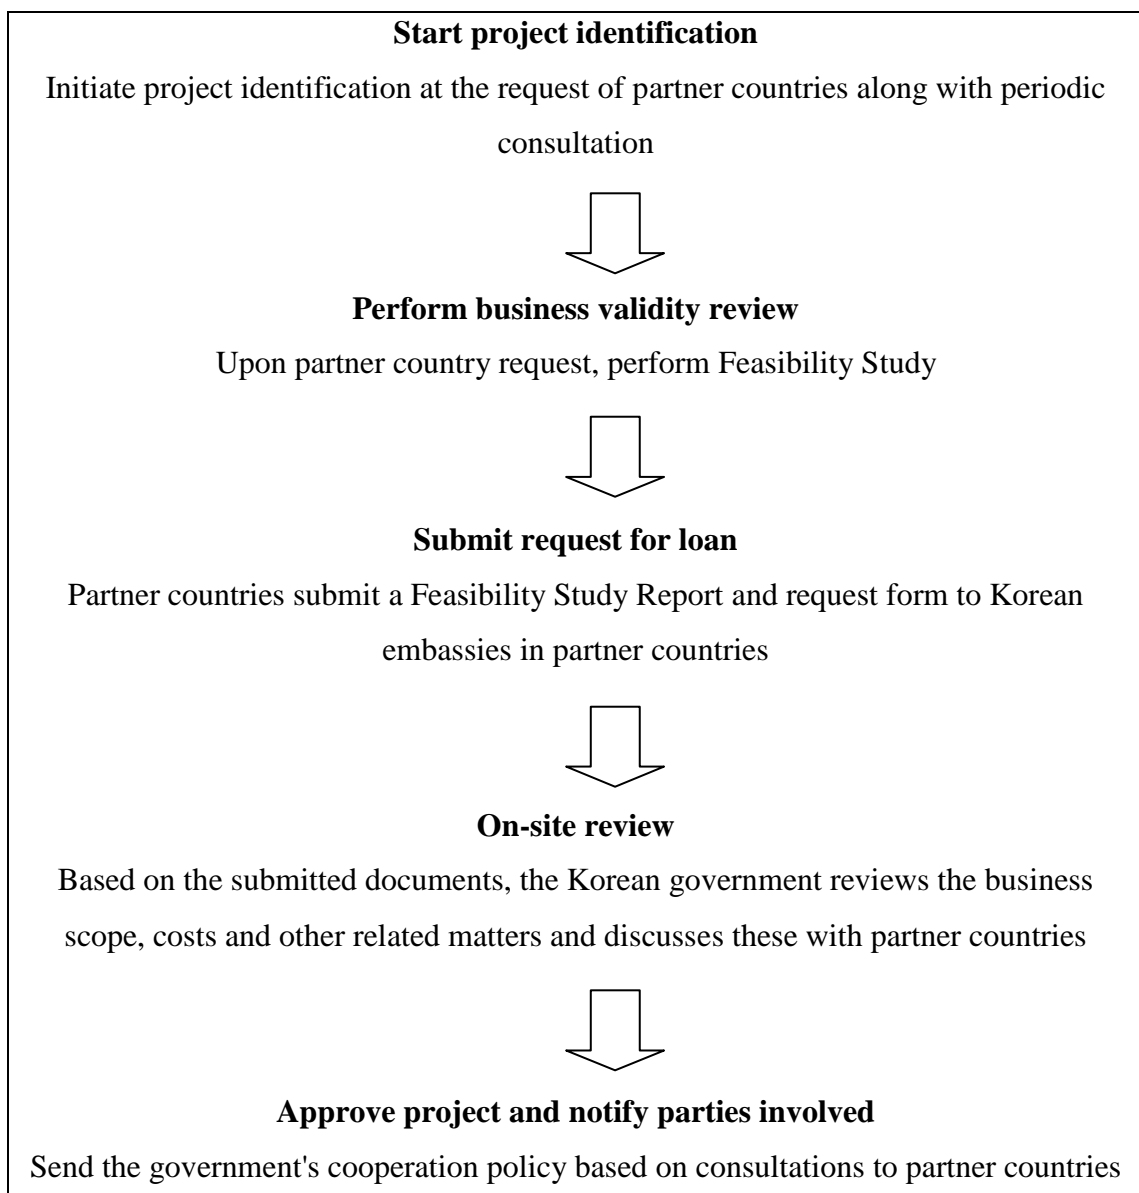 Start project identification
Initiate project identification at the request of partner countries along with periodic
consultation
Perform business validity review
Upon partner country request, perform Feasibility Study
Submit request for loan
Partner countries submit a Feasibility Study Report and request form to Korean
embassies in partner countries
On-site review
Based on the submitted documents, the Korean government reviews the business
scope, costs and other related matters and discusses these with partner countries
Approve project and notify parties involved
Send the government's cooperation policy based on consultations to partner countries